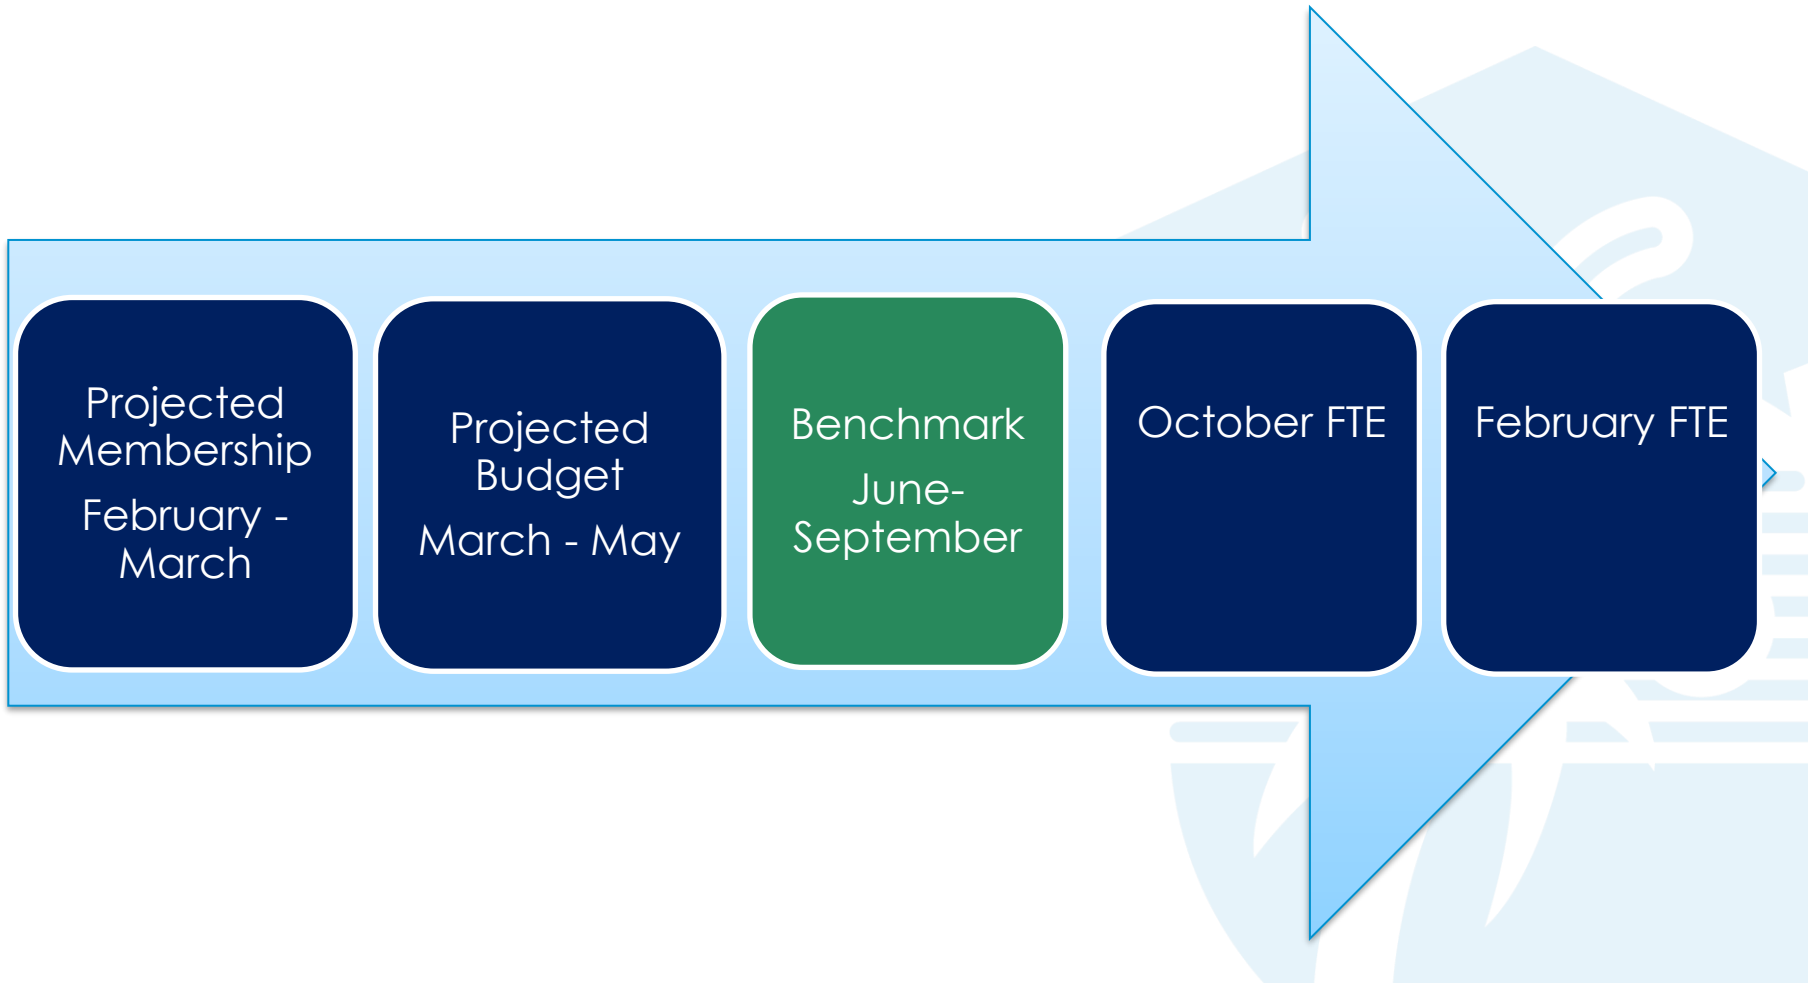 Projected
Membership
February -
March
Projected
Budget
March - May
Benchmark
June-
September
October FTE
February FTE